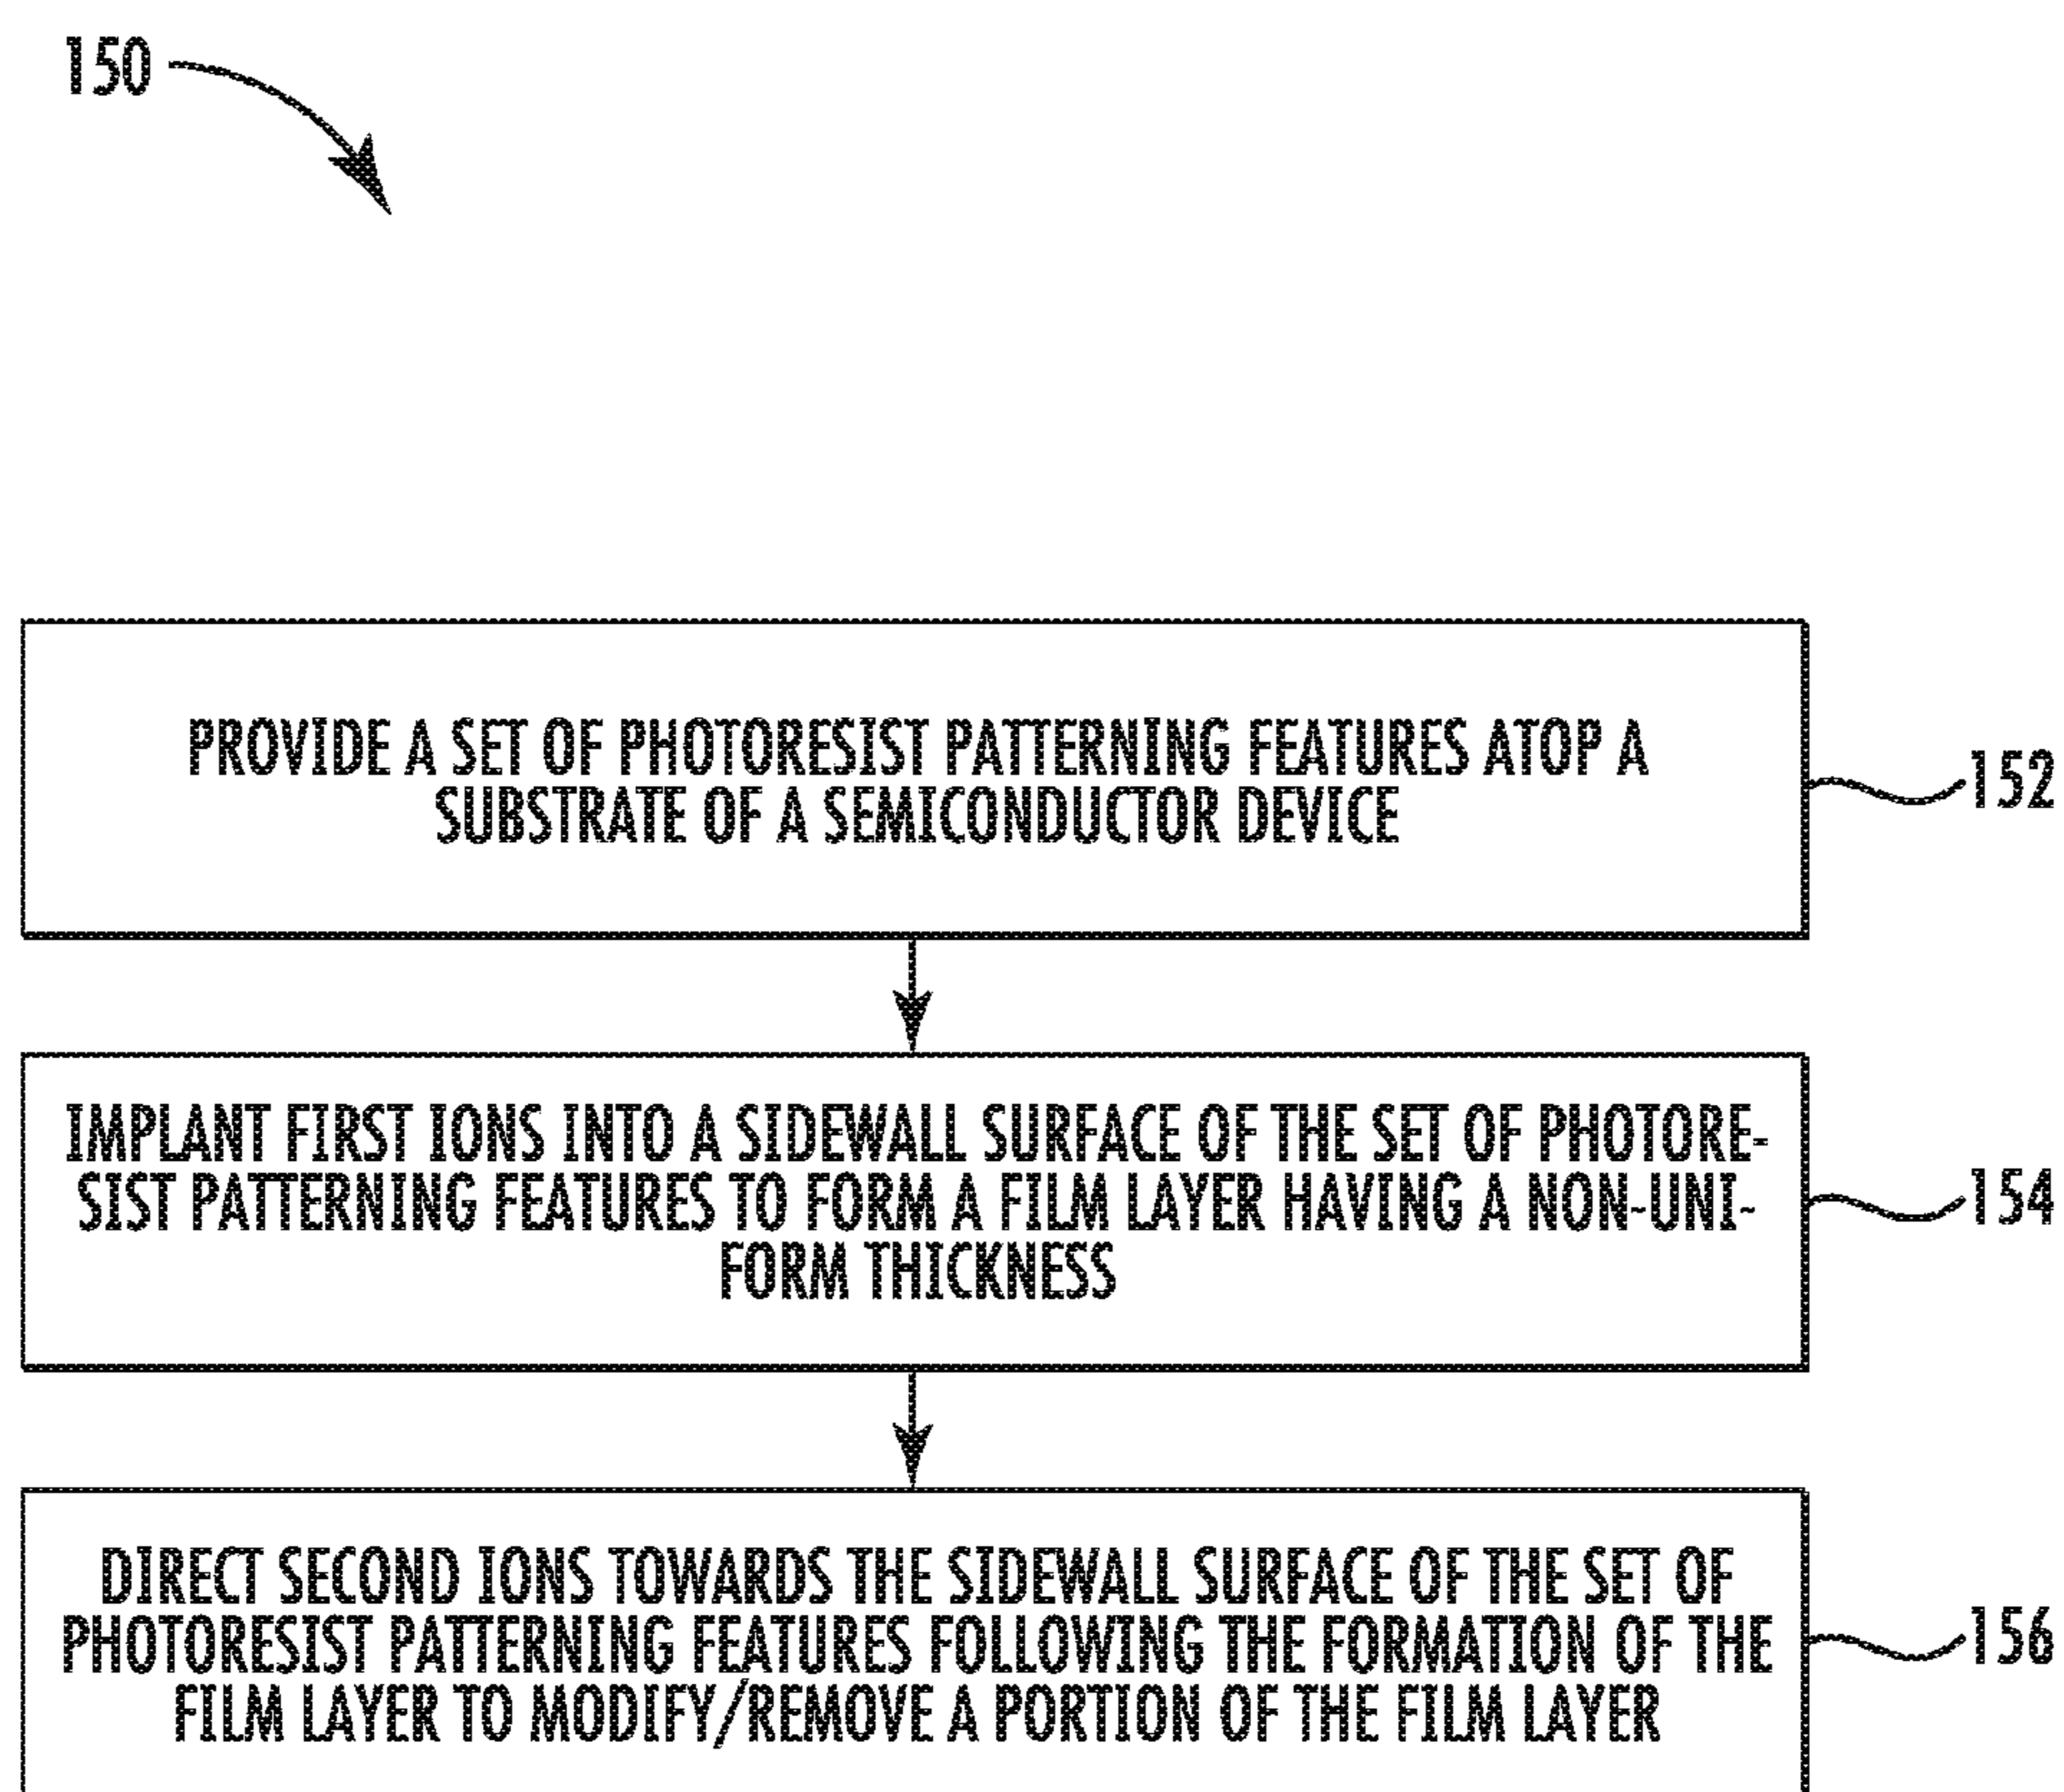 150
PROVIDE A SET OF PHOTORESIST PATTERNING FEATURES ATOP A
SUBSTRATE OF A SEMICONDUCTOR DEVICE
152
IMPLANT FIRST IONS INTO A SIDEWALL SURFACE OF THE SET OF PHOTORE-
SIST PATTERNING FEATURES TO FORM A FILM LAYER HAVING A NON-UNI-
FORM THICKNESS
154
DIRECT SECOND IONS TOWARDS THE SIDEWALL SURFACE OF THE SET OF
PHOTORESIST PATTERNING FEATURES FOLLOWING THE FORMATION OF THE
FILM LAYER TO MODIFY/REMOVE A PORTION OF THE FILM LAYER
156